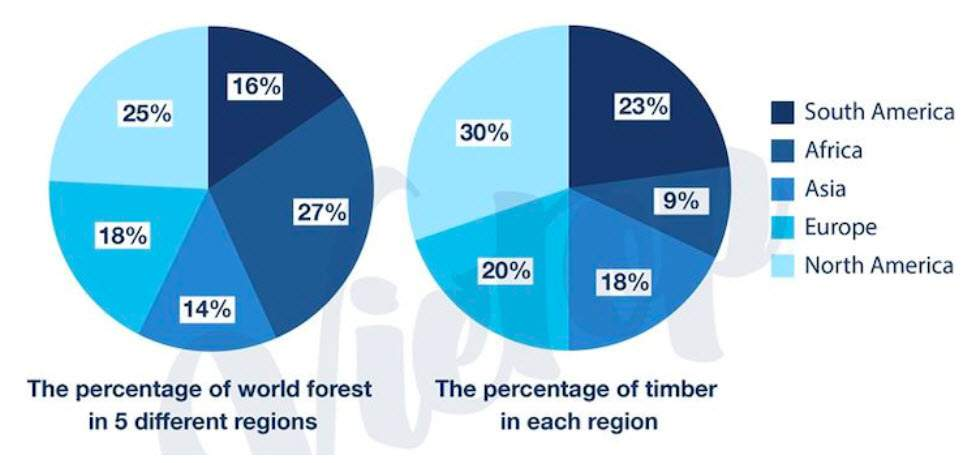 16%
25%
27%
18%
14%
The percentage of world forest
in 5 different regions
23%
30%
9%
20%
18%
The percentage of timber
in each region
South America
Africa
Asia
Europe
North America